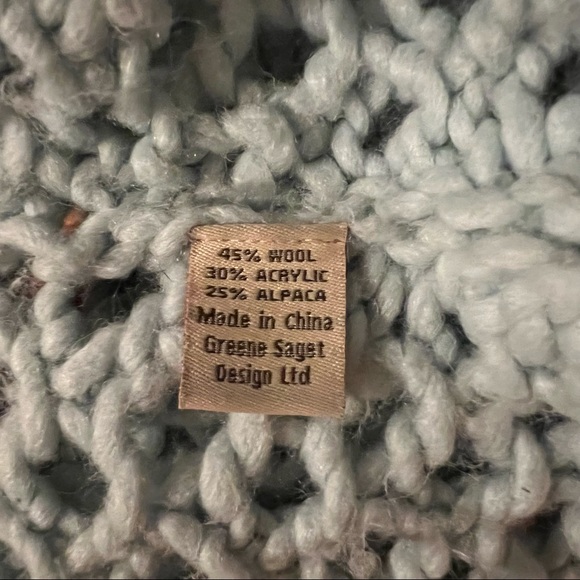 45% WOOL
30% ACRYLIC
25% ALPACA
Made in China
Greene Saget
Design Ltd